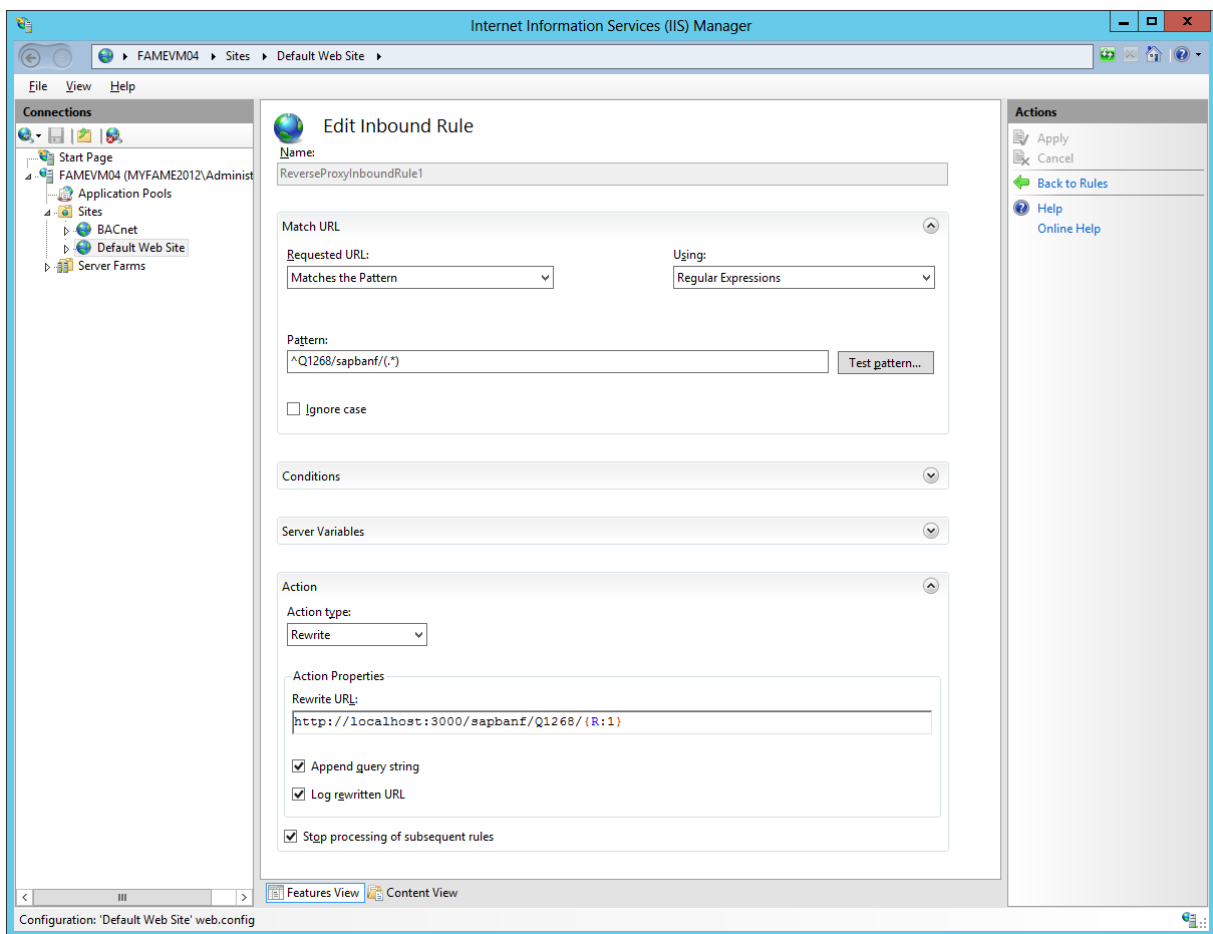 Internet Information Services (IIS) Manager
FAMEVM04 Sites Default Web Site
File View Help
Connections
Start Page
FAMEVM04 (MYFAME2012\Administ
Application Pools
Sites
BACnet
Default Web Site
Server Farms
Edit Inbound Rule
Name:
ReverseProxyInboundRule1
Match URL
Requested URL: Using:
Matches the Pattern Regular Expressions
Pattern:
^Q1268/sapbanf/(.*) Test pattern...
Ignore case
Conditions
Server Variables
Action
Action type:
Rewrite
Action Properties
Rewrite URL:
http://localhost:3000/sapbanf/Q1268/{R:1}
Append query string
Log rewritten URL
Stop processing of subsequent rules
Features View Content View
Actions
Apply
Cancel
Back to Rules
Help
Online Help
Configuration: 'Default Web Site' web.config